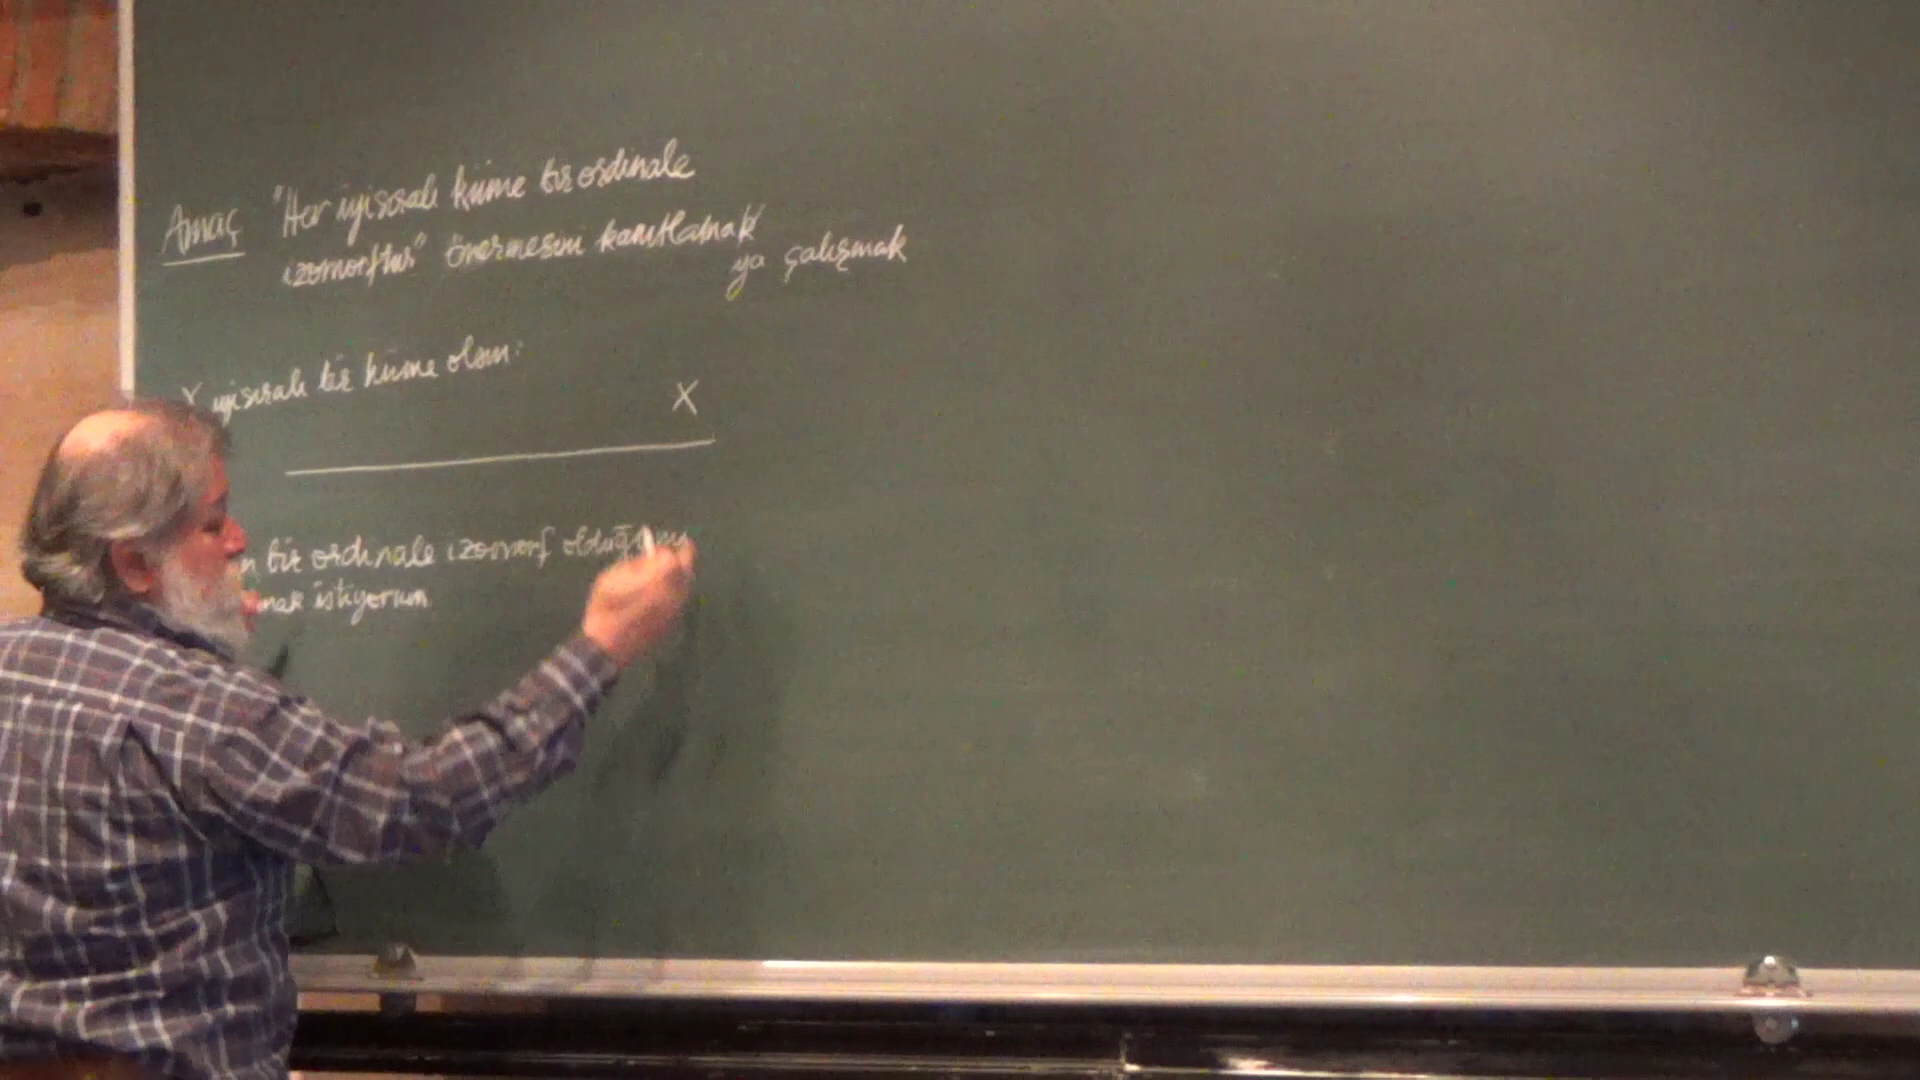 Amaç "Her iyisıralı küme bir ordinale
izomorftur" önermesini kanıtlamak
ya çalışmak
X iyisıralı bir küme olsun:
X
bir ordinale izomorf olduğunu
istiyorum